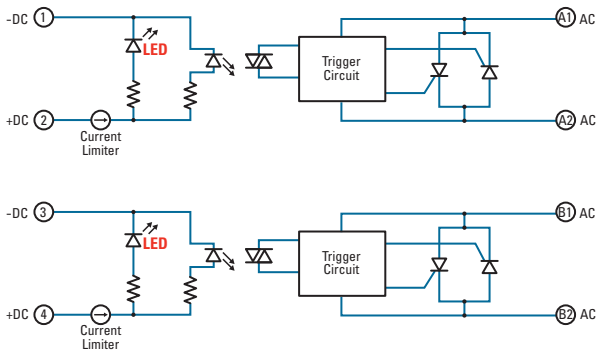 -DC 1
LED
+DC 2
Current
Limiter
Trigger
Circuit
A1 AC
A2 AC
-DC 3
LED
+DC 4
Current
Limiter
Trigger
Circuit
B1 AC
B2 AC